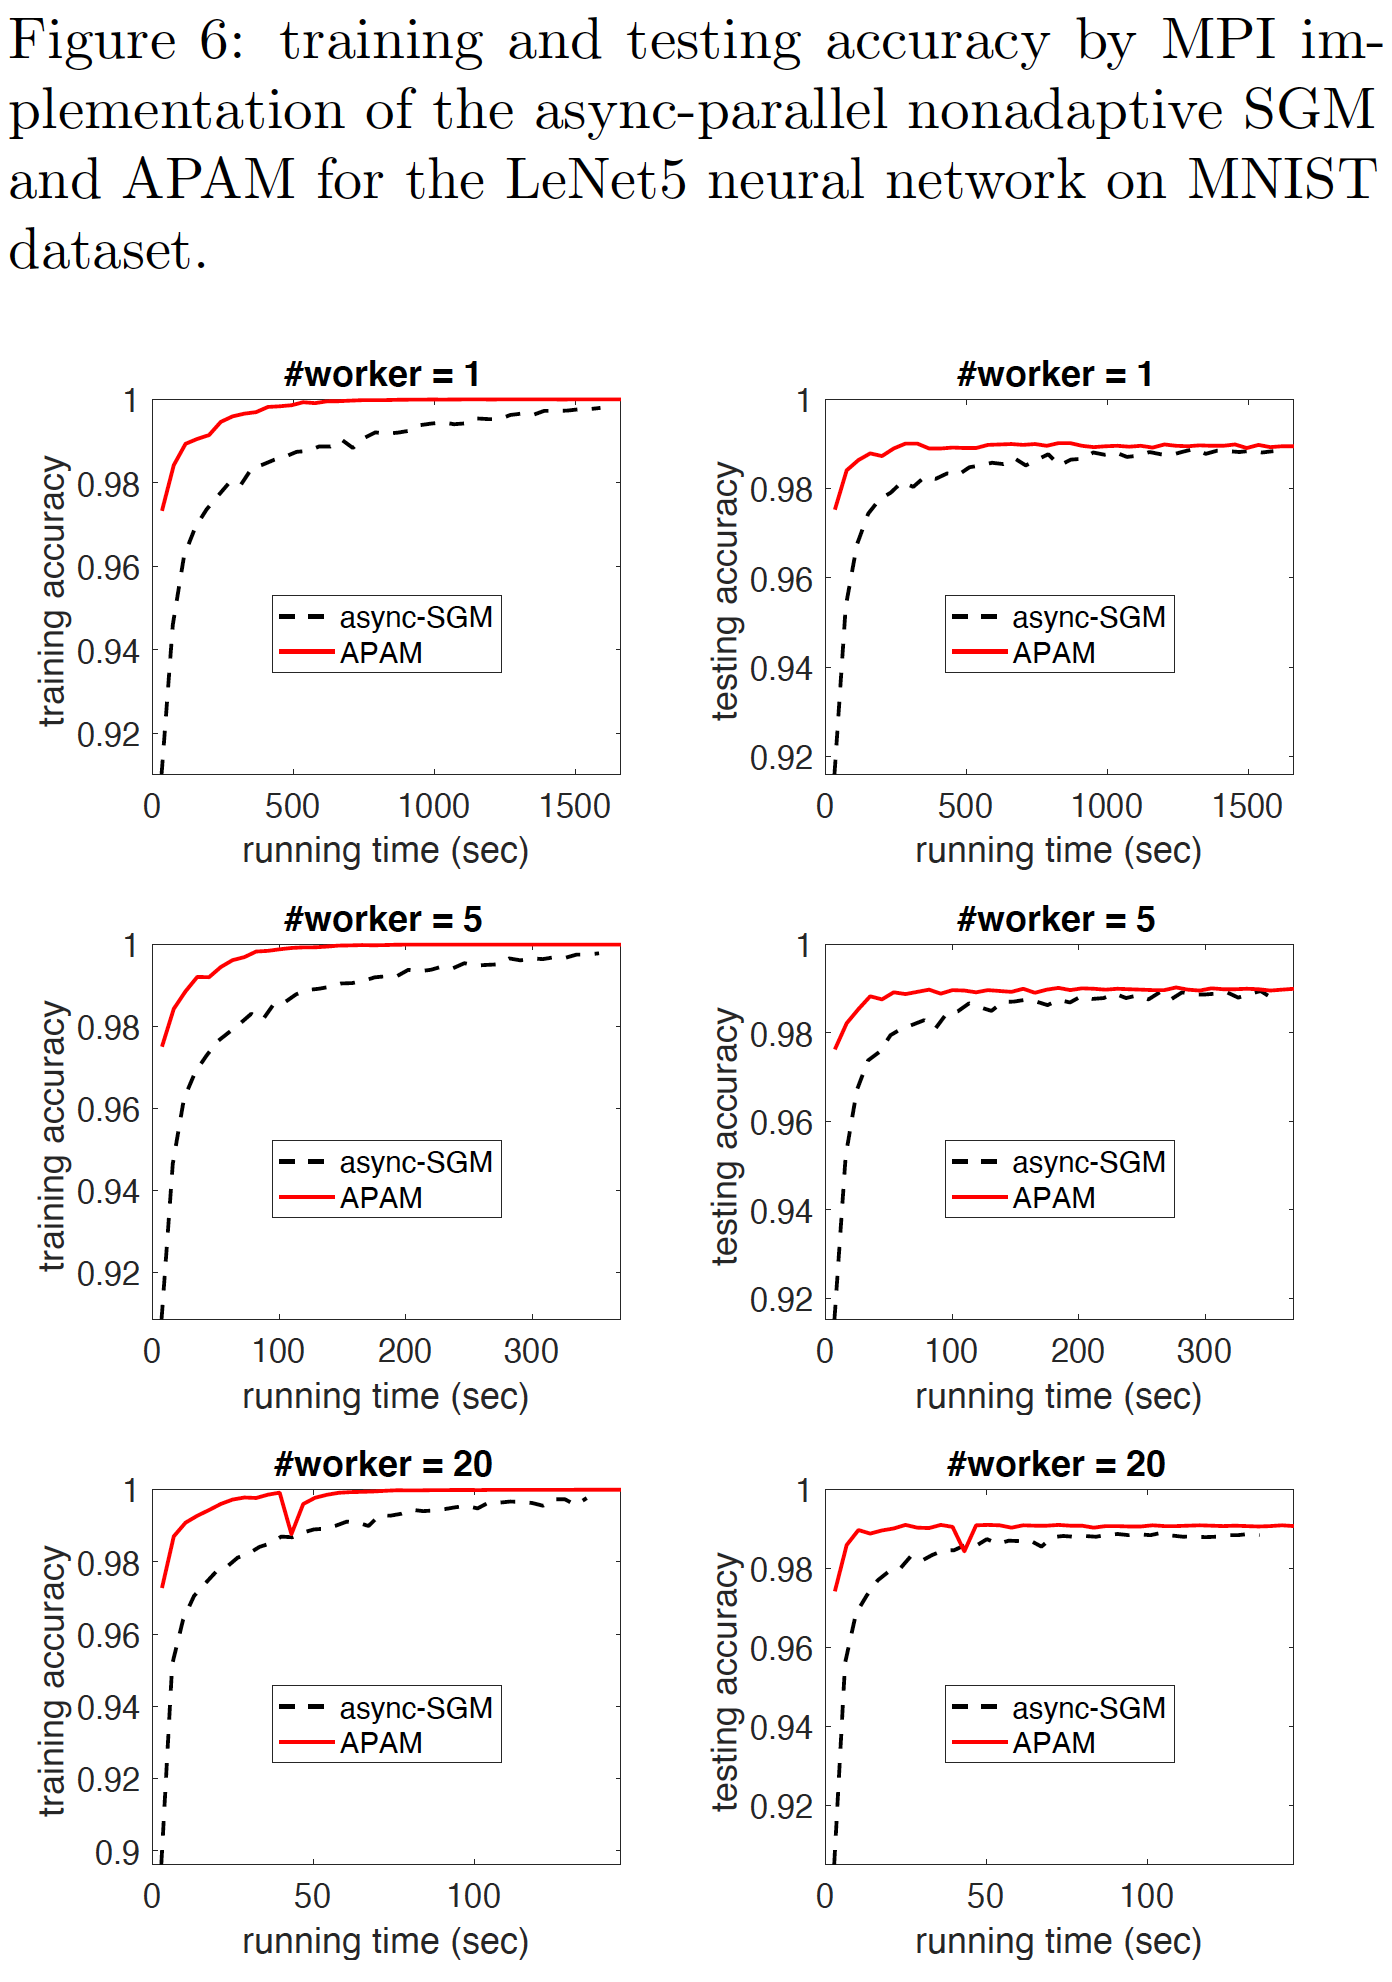 Figure 6: training and testing accuracy by MPI im-
plementation of the async-parallel nonadaptive SGM
and APAM for the LeNet5 neural network on MNIST
dataset.
#worker = 1
1
0.98
0.96
0.94
0.92
training accuracy
async-SGM
APAM
0 500 1000 1500
running time (sec)
#worker = 1
1
0.98
0.96
0.94
0.92
testing accuracy
async-SGM
APAM
0 500 1000 1500
running time (sec)
#worker = 5
1
0.98
0.96
0.94
0.92
training accuracy
async-SGM
APAM
0 100 200 300
running time (sec)
#worker = 5
1
0.98
0.96
0.94
0.92
testing accuracy
async-SGM
APAM
0 100 200 300
running time (sec)
#worker = 20
1
0.98
0.96
0.94
0.92
0.9
training accuracy
async-SGM
APAM
0 50 100
running time (sec)
#worker = 20
1
0.98
0.96
0.94
0.92
testing accuracy
async-SGM
APAM
0 50 100
running time (sec)